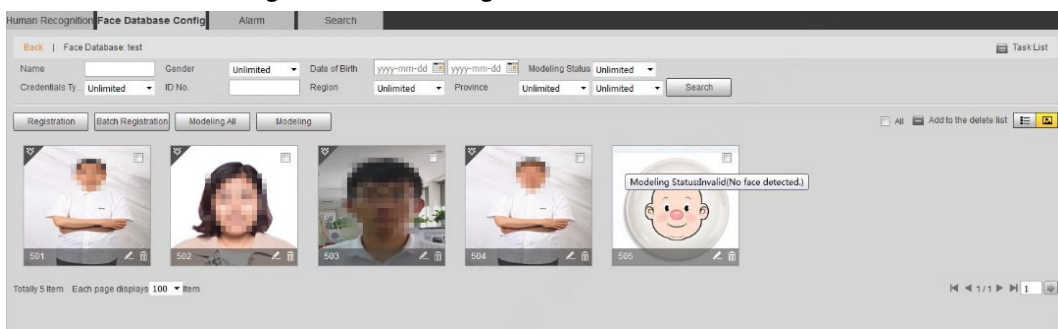 Human Recognition Face Database Config Alarm Search
Back | Face Database: test Task List
Name Gender Unlimited Date of Birth yyyy-mm-dd yyyy-mm-dd Modeling Status Unlimited
Credentials Ty... Unlimited ID No. Region Unlimited Province Unlimited Unlimited Search
Registration Batch Registration Modeling All Modeling All Add to the delete list
Modeling Status:Invalid(No face detected.)
501 502 503 504 505
Totally 5 Item Each page displays 100 Item 1/1 1